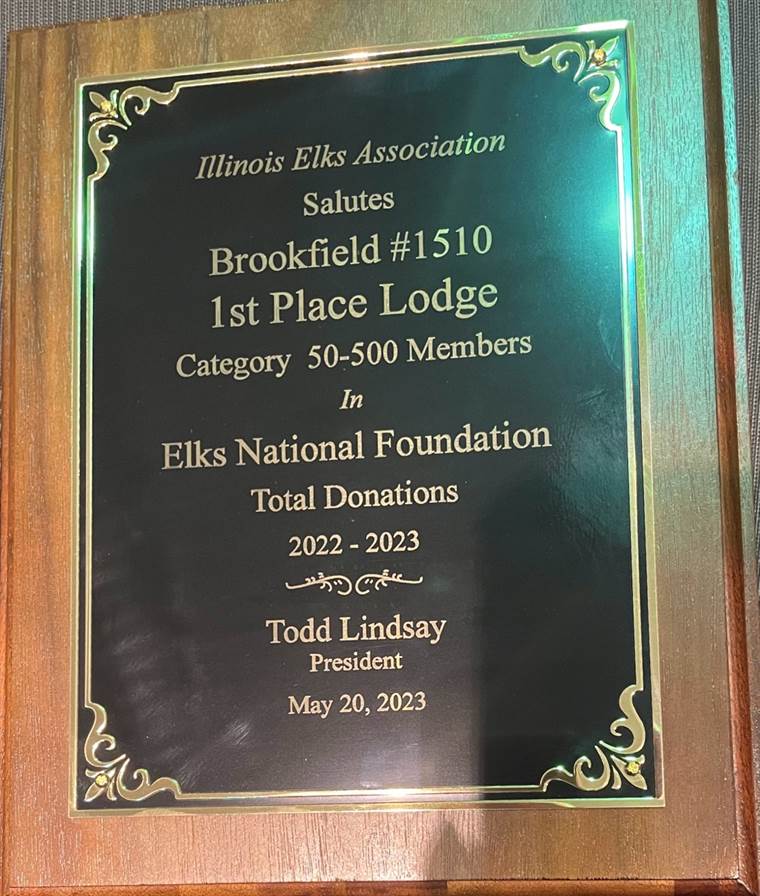 Illinois Elks Association
Salutes
Brookfield #1510
1st Place Lodge
Category 50-500 Members
In
Elks National Foundation
Total Donations
2022 - 2023
Todd Lindsay
President
May 20, 2023